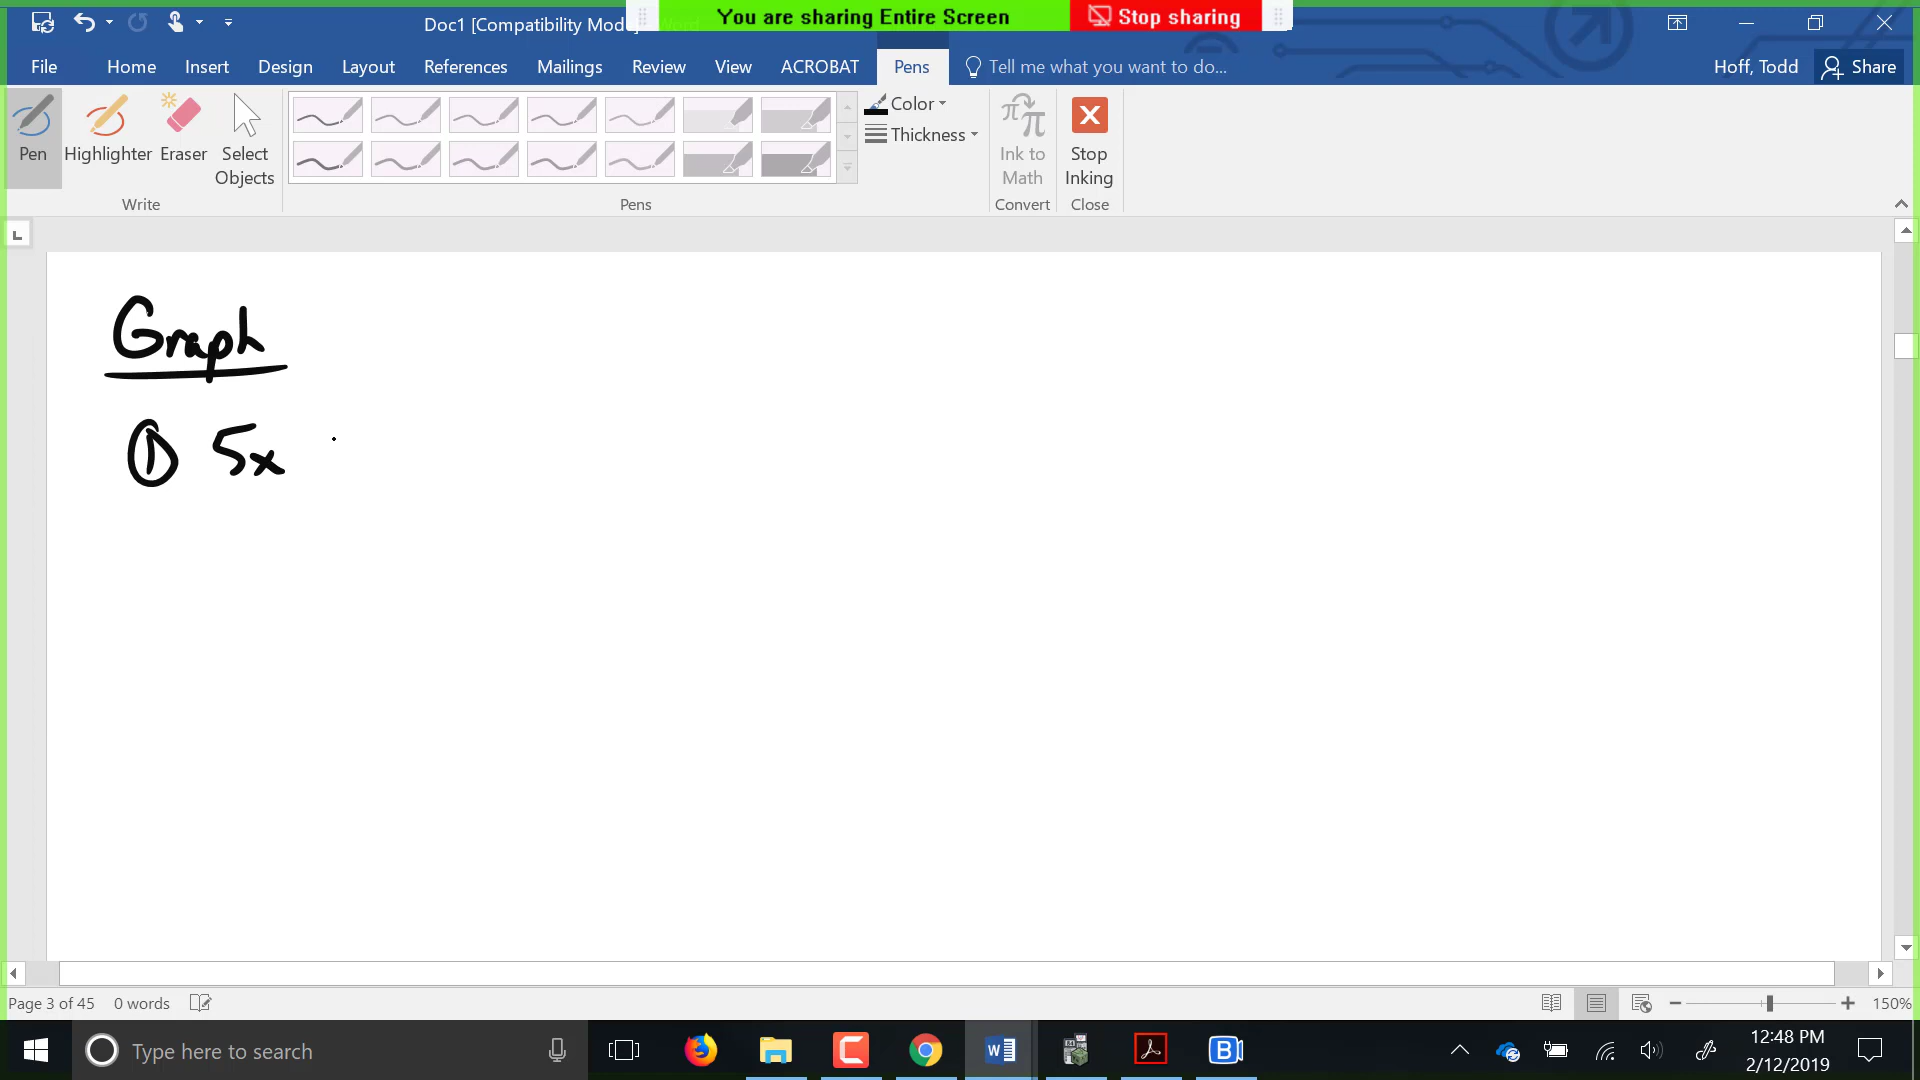 You are sharing Entire Screen Stop sharing
Doc1 [Compatibility Mod
File Home Insert Design Layout References Mailings Review View ACROBAT Pens Tell me what you want to do... Hoff, Todd Share
Color
Thickness
Pen Highlighter Eraser Select Objects
Ink to Math
Stop Inking
Write Pens Convert Close
Graph
① 5x
Page 3 of 45 0 words 150%
Type here to search
12:48 PM
2/12/2019